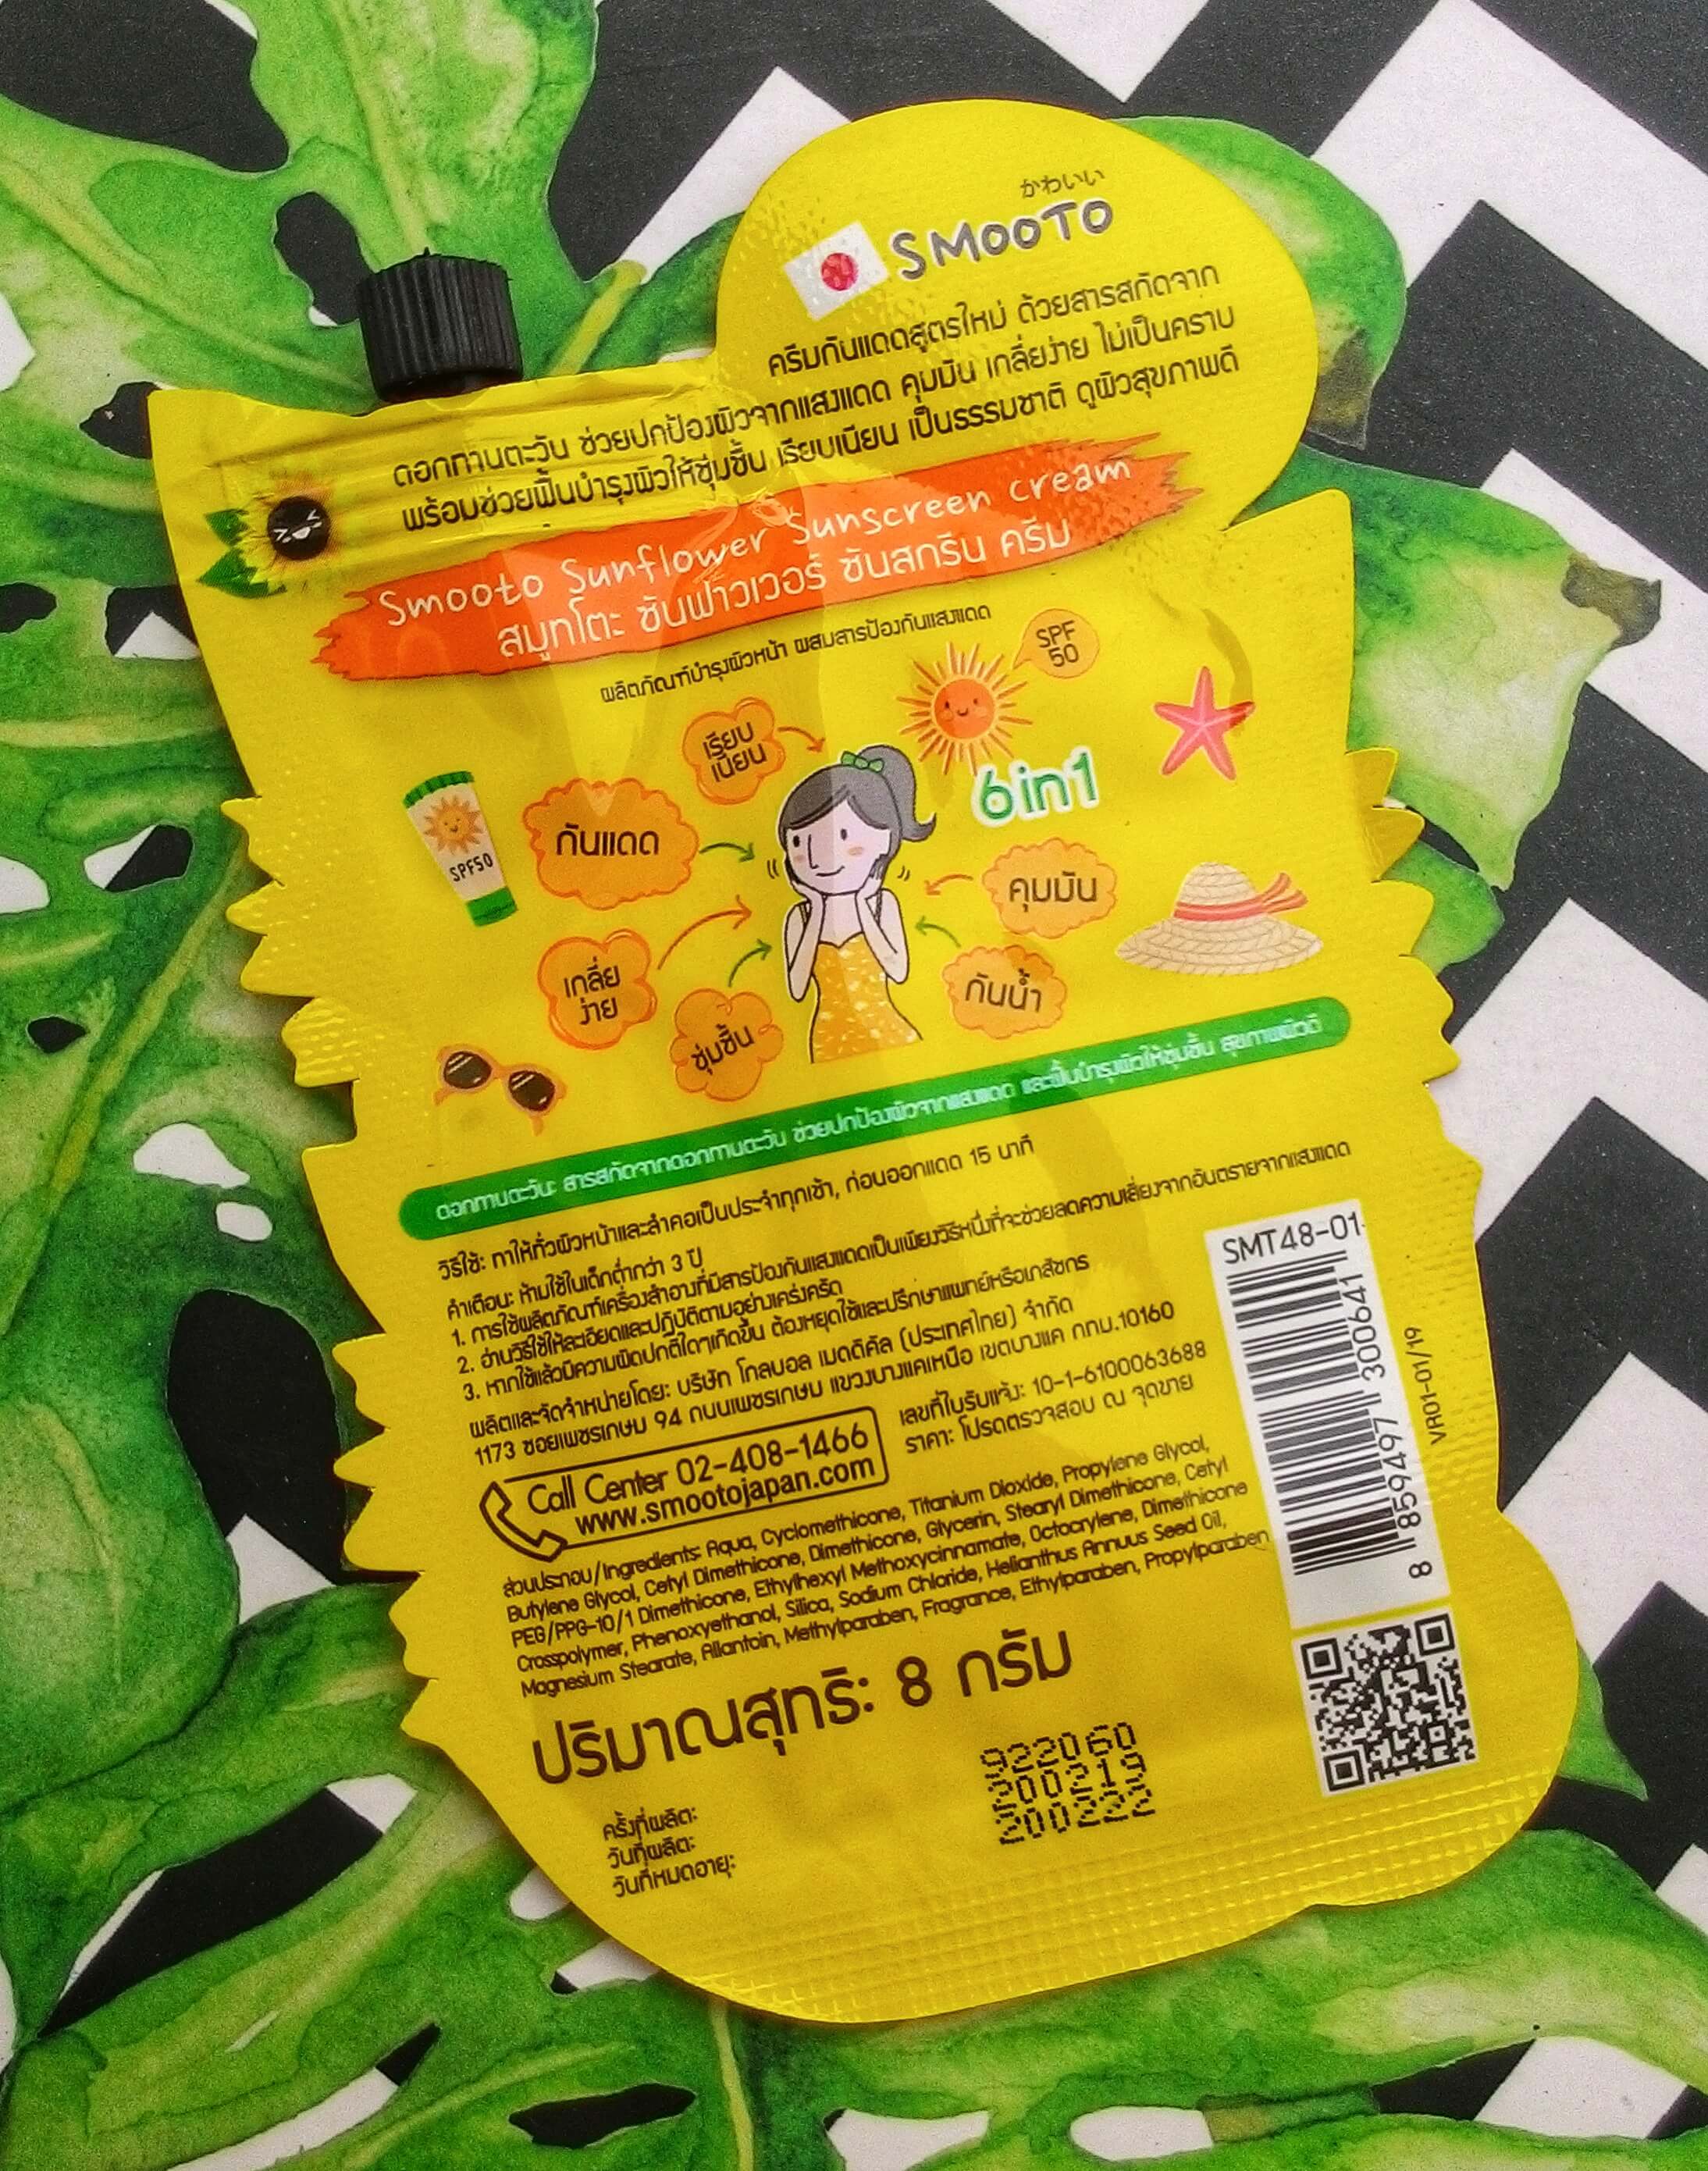 かわいい
SMOOTO
ครีมกันแดดสูตรใหม่ ด้วยสารสกัดจาก
ดอกทานตะวัน ช่วยปกป้องผิวจากแสงแดด คุมมัน เกลี่ยง่าย ไม่เป็นคราบ
พร้อมช่วยฟื้นบำรุงผิวให้ชุ่มชื้น เรียบเนียน เป็นธรรมชาติ ดูผิวสุขภาพดี
Smooto Sunflower Sunscreen cream
สมูทโตะ ซันฟาวเวอร์ ซันสกรีน ครีม
ผลิตภัณฑ์บำรุงผิวหน้า ผสมสารป้องกันแสงแดด
SPF
50
เรียบ
เนียน
6in1
SPF50
กันแดด
คุมมัน
เกลี่ย
ง่าย
กันน้ำ
ชุ่มชื้น
ดอกทานตะวัน: สารสกัดจากดอกทานตะวัน ช่วยปกป้องผิวจากแสงแดด และฟื้นบำรุงผิวให้ชุ่มชื้น สุขภาพผิวดี
วิธีใช้: ทาให้ทั่วผิวหน้าและลำคอเป็นประจำทุกเช้า, ก่อนออกแดด 15 นาที
คำเตือน: ห้ามใช้ในเด็กต่ำกว่า 3 ปี
1. การใช้ผลิตภัณฑ์เครื่องสำอางที่มีสารป้องกันแสงแดดเป็นเพียงวิธีหนึ่งที่จะช่วยลดความเสี่ยงจากอันตรายจากแสงแดด
2. อ่านวิธีใช้ให้ละเอียดและปฏิบัติตามอย่างเคร่งครัด
3. หากใช้แล้วมีความผิดปกติใดๆเกิดขึ้น ต้องหยุดใช้และปรึกษาแพทย์หรือเภสัชกร
ผลิตและจัดจำหน่ายโดย: บริษัท โกลบอล เมดดิคัล (ประเทศไทย) จำกัด
1173 ซอยเพชรเกษม 94 ถนนเพชรเกษม แขวงบางแคเหนือ เขตบางแค กทม.10160
Call Center 02-408-1466
www.smootojapan.com
เลขที่ใบรับแจ้ง: 10-1-6100063688
ราคา: โปรดตรวจสอบ ณ จุดขาย
ส่วนประกอบ/Ingredients: Aqua, Cyclomethicone, Titanium Dioxide, Propylene Glycol,
Butylene Glycol, Cetyl Dimethicone, Dimethicone, Glycerin, Stearyl Dimethicone, Cetyl
PEG/PPG-10/1 Dimethicone, Ethylhexyl Methoxycinnamate, Octocrylene, Dimethicone
Crosspolymer, Phenoxyethanol, Silica, Sodium Chloride, Helianthus Annuus Seed Oil,
Magnesium Stearate, Allantoin, Methylparaben, Fragrance, Ethylparaben, Propylparaben
ปริมาณสุทธิ: 8 กรัม
ครั้งที่ผลิต:
วันที่ผลิต:
วันที่หมดอายุ:
922060
200219
200222
SMT48-01
8 859497 300641
VR01-01/19